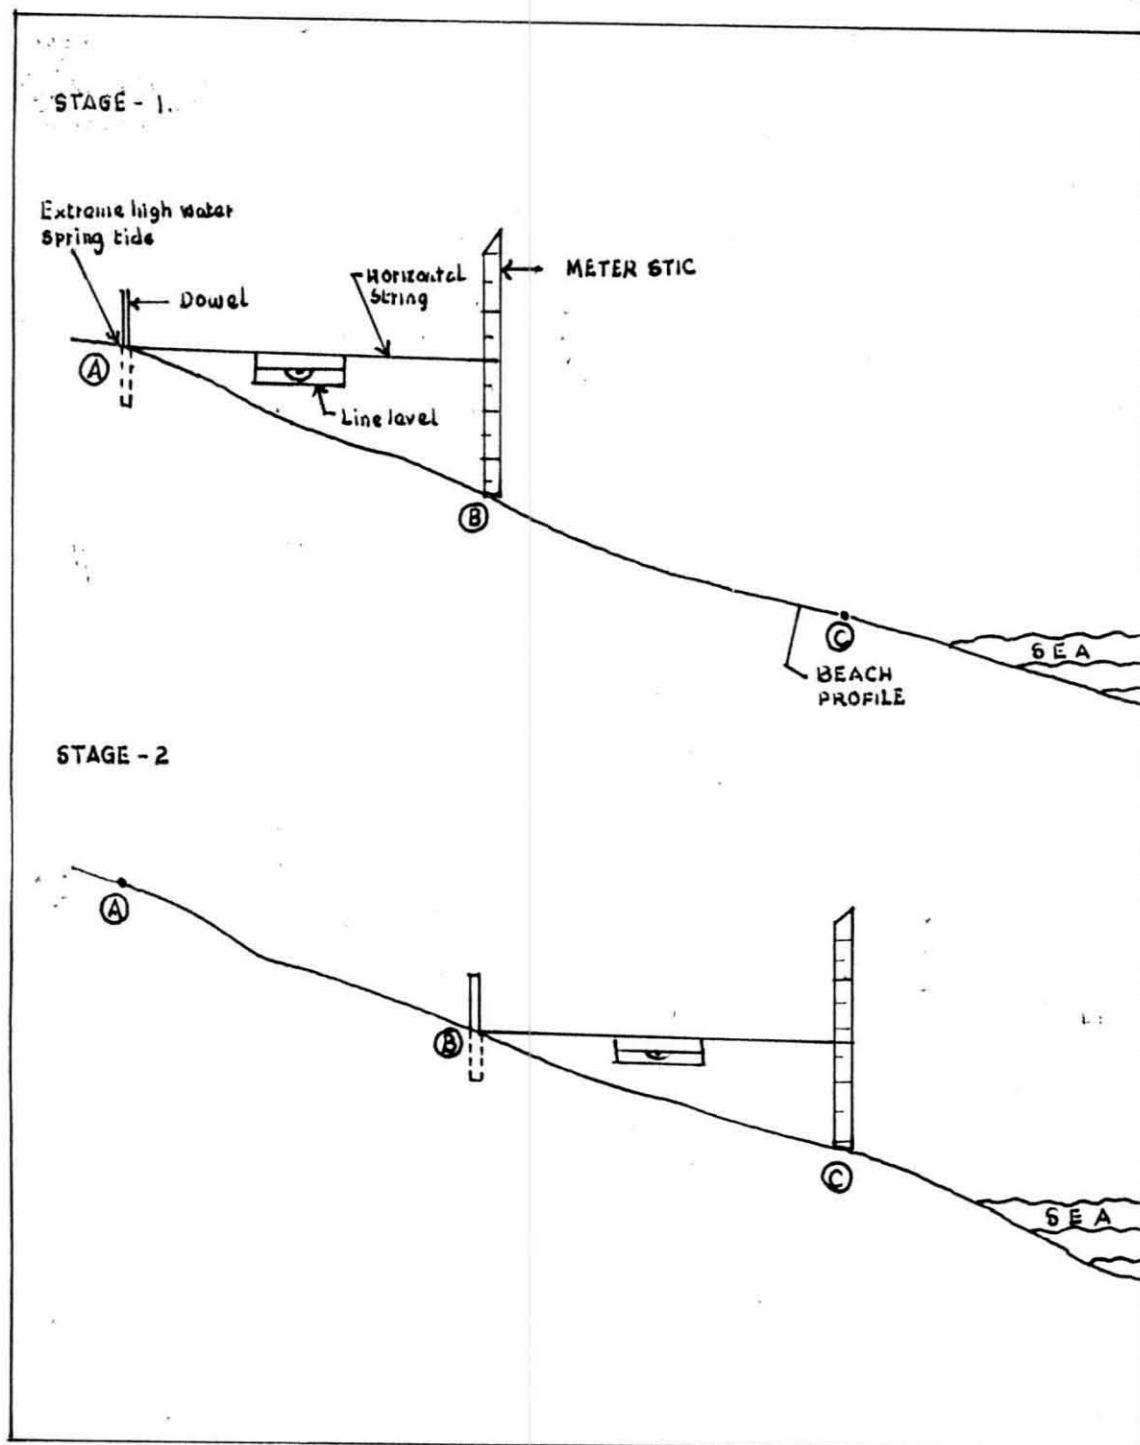 STAGE - 1.
Extreme high water
Spring tide
Dowel
Horizontal
String
METER STIC
A
Line level
B
C
SEA
BEACH
PROFILE
STAGE - 2
A
B
C
SEA